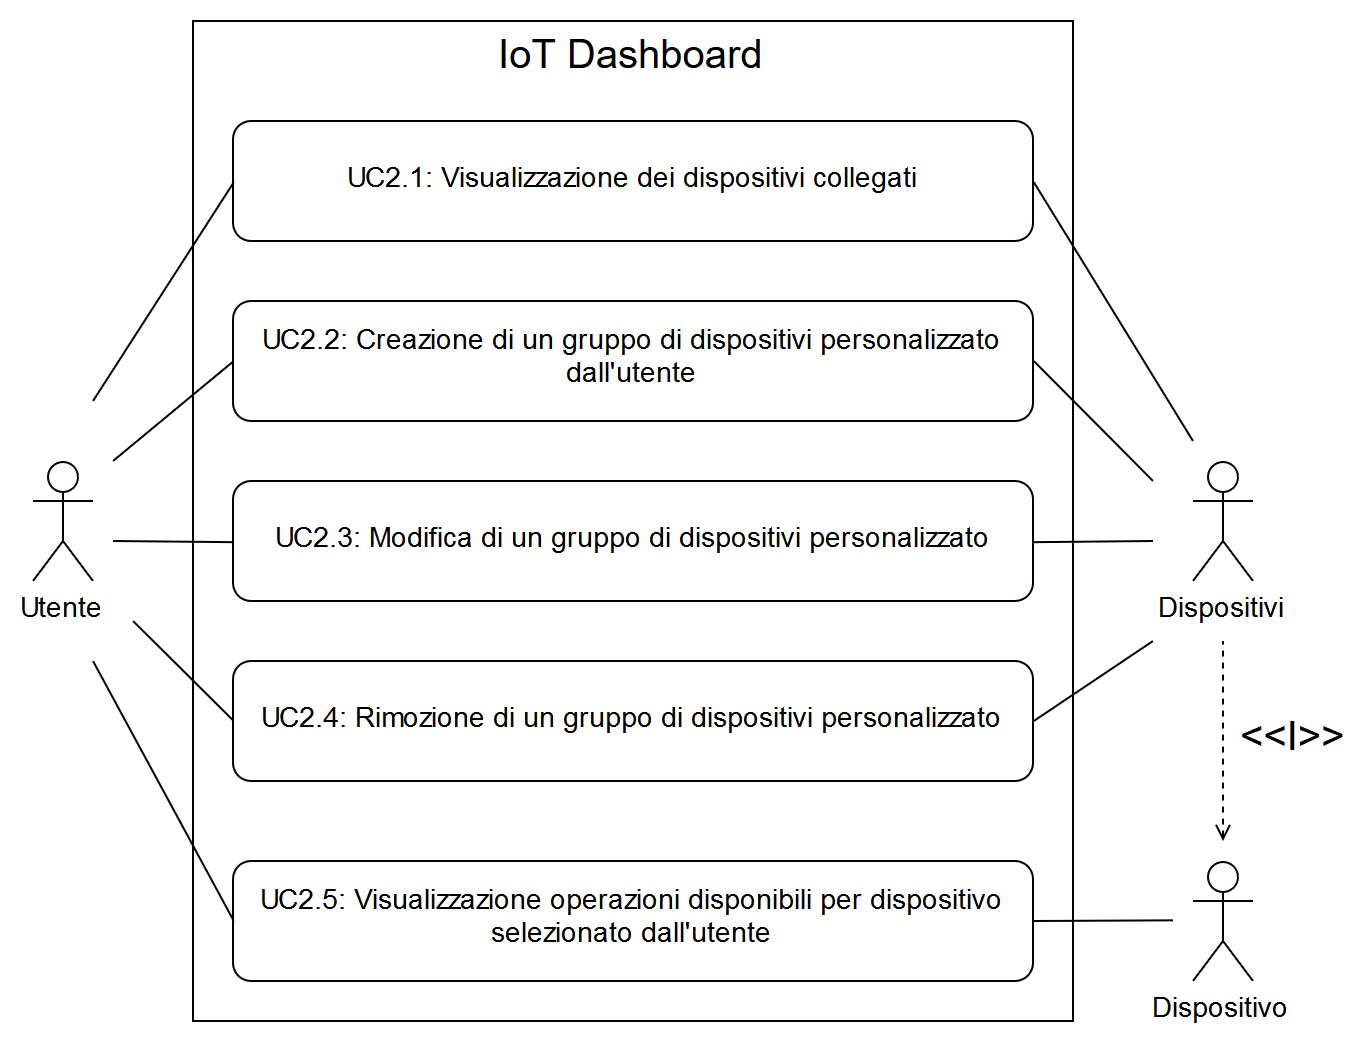 IoT Dashboard
UC2.1: Visualizzazione dei dispositivi collegati
UC2.2: Creazione di un gruppo di dispositivi personalizzato
dall'utente
UC2.3: Modifica di un gruppo di dispositivi personalizzato
Utente
Dispositivi
UC2.4: Rimozione di un gruppo di dispositivi personalizzato
<<I>>
UC2.5: Visualizzazione operazioni disponibili per dispositivo
selezionato dall'utente
Dispositivo